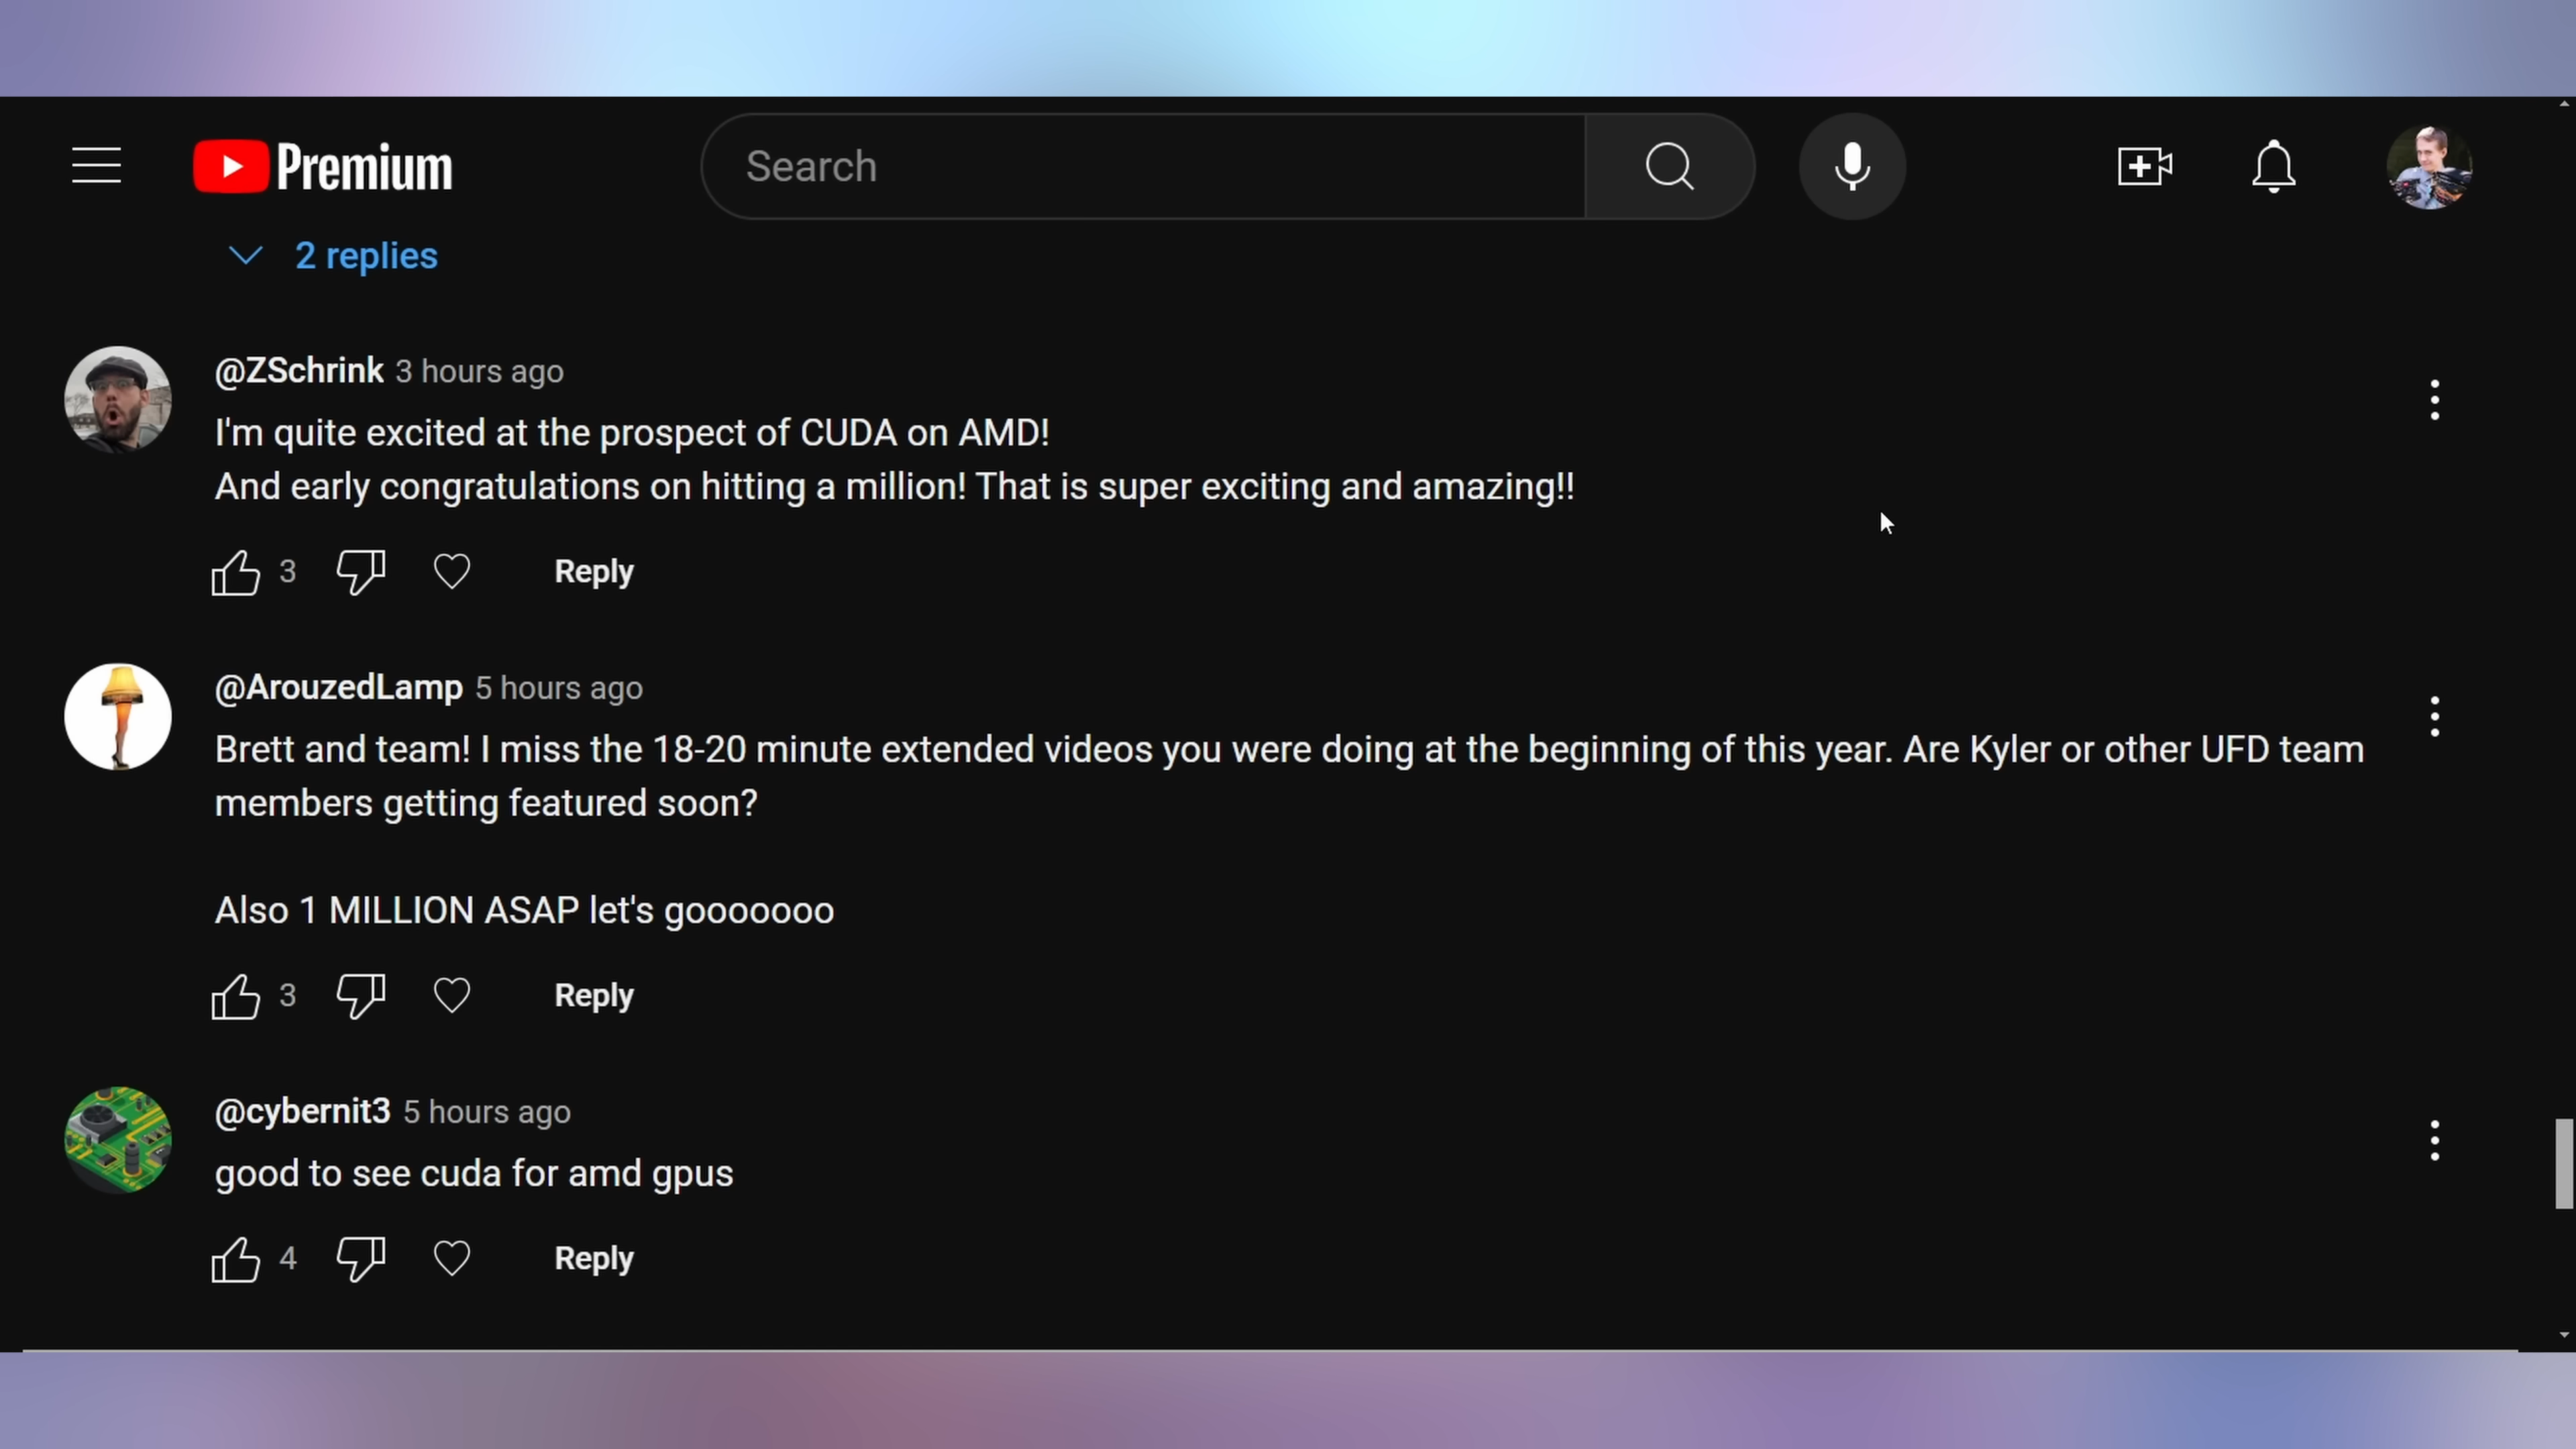 Premium
Search
2 replies
@ZSchrink 3 hours ago
I'm quite excited at the prospect of CUDA on AMD!
And early congratulations on hitting a million! That is super exciting and amazing!!
3 Reply
@ArouzedLamp 5 hours ago
Brett and team! I miss the 18-20 minute extended videos you were doing at the beginning of this year. Are Kyler or other UFD team
members getting featured soon?
Also 1 MILLION ASAP let's gooooooo
3 Reply
@cybernit3 5 hours ago
good to see cuda for amd gpus
4 Reply